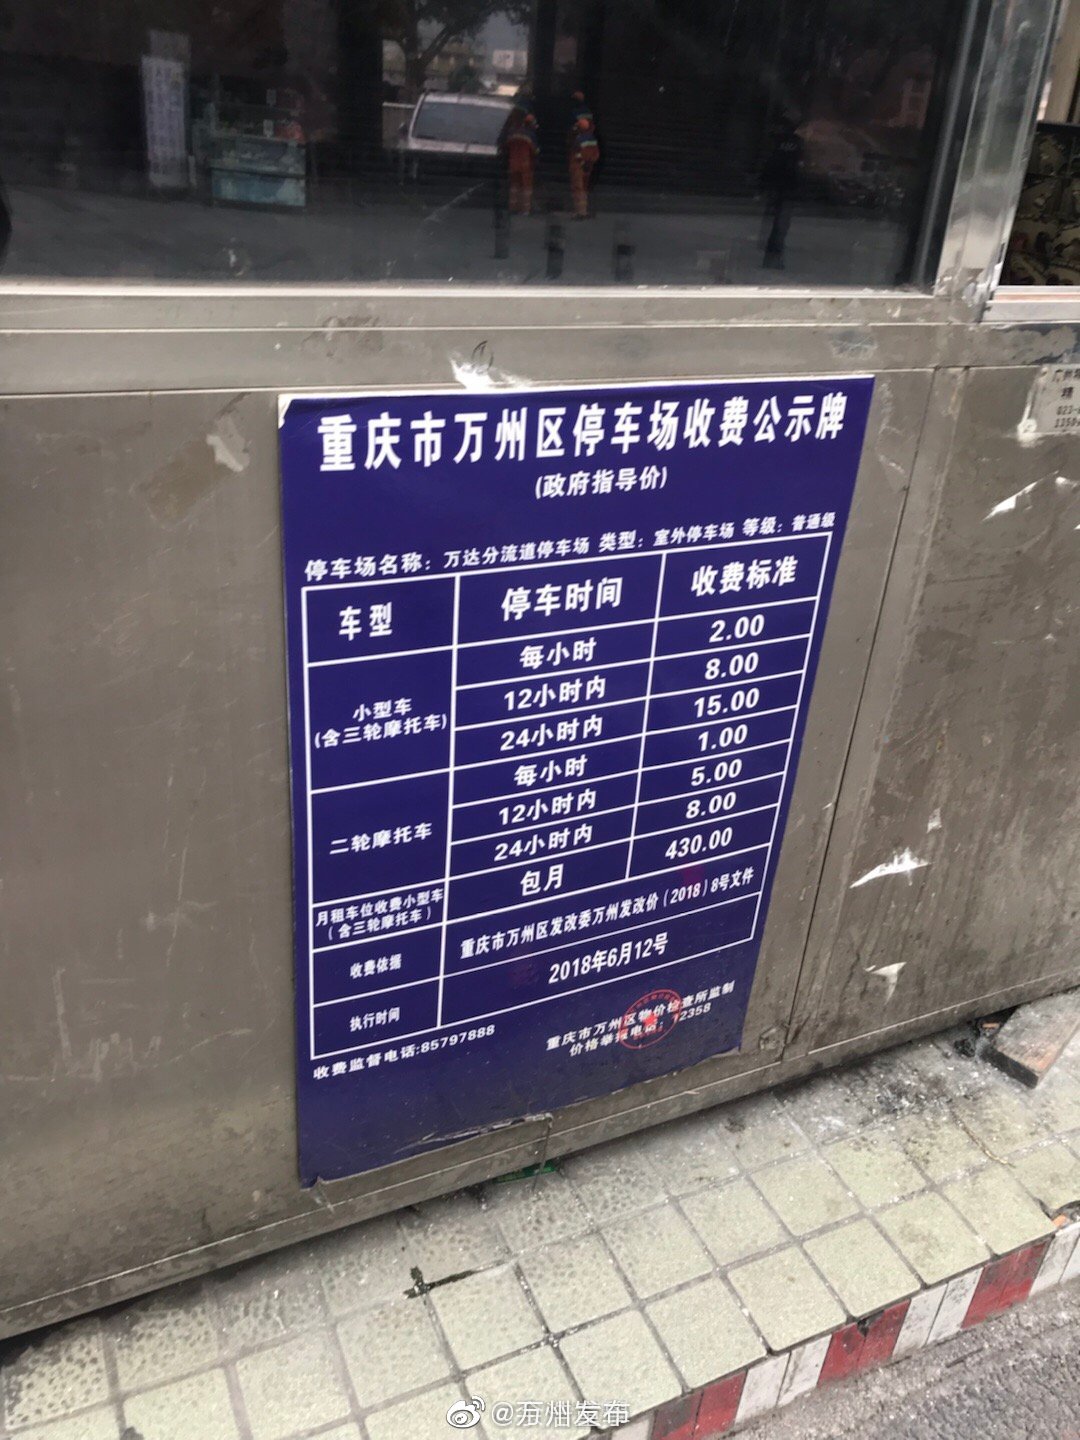 重庆市万州区停车场收费公示牌
(政府指导价)
停车场名称：万达分流道停车场 类型：室外停车场 等级：普通级
车型 停车时间 收费标准
小型车
(含三轮摩托车)
每小时 2.00
12小时内 8.00
24小时内 15.00
二轮摩托车
每小时 1.00
12小时内 5.00
24小时内 8.00
月租车位收费小型车
(含三轮摩托车)
包月 430.00
收费依据 重庆市万州区发改委万州发改价(2018)8号文件
执行时间 2018年6月12号
收费监督电话:85797888
重庆市万州区物价检查所监制
价格举报电话：12358
023-
1350